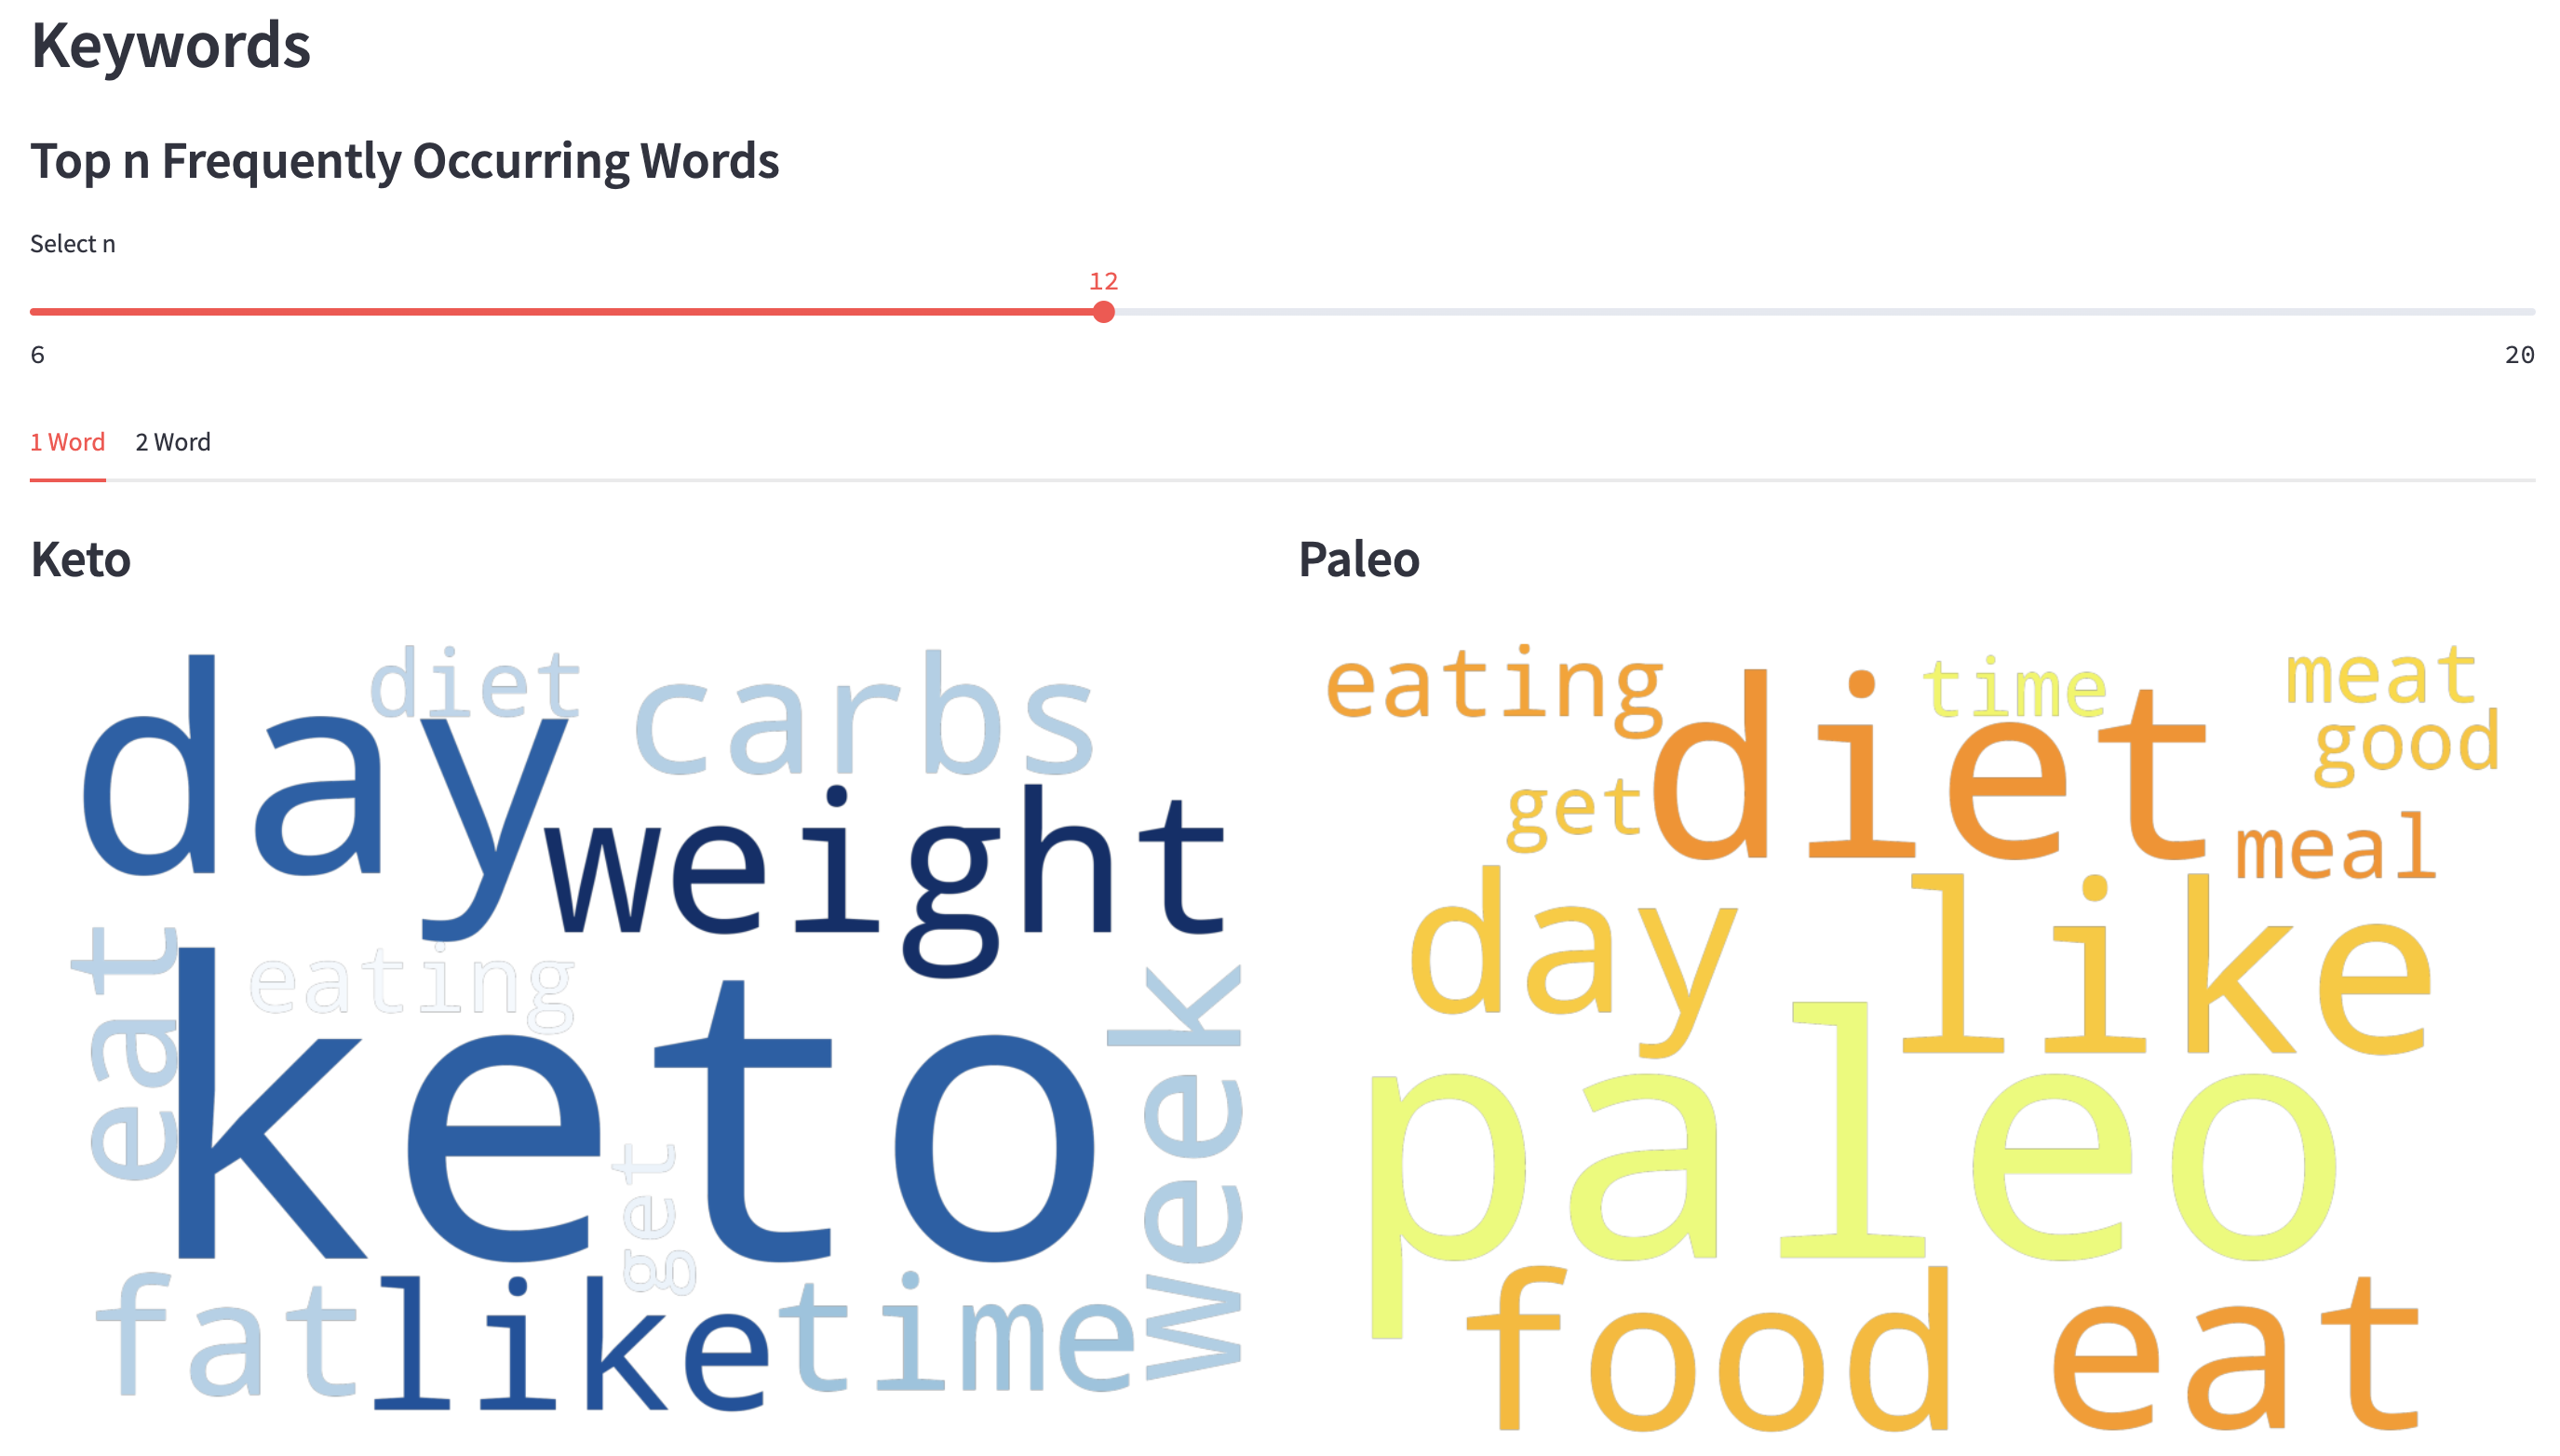 Keywords
Top n Frequently Occurring Words
Select n
12
6
20
1 Word
2 Word
Keto
day
diet
carbs
weight
eat
eating
keto
get
week
fat
like
time
Paleo
eating
time
meat
diet
good
get
meal
day
like
paleo
food
eat